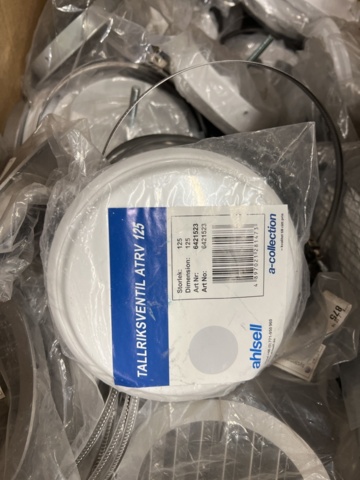 TALLRIKSVENTIL ATRV 125
Storlek: 125
Dimension: 125
Art Nr: 6421523
Art No: 6421523
a-collection
ahlsell